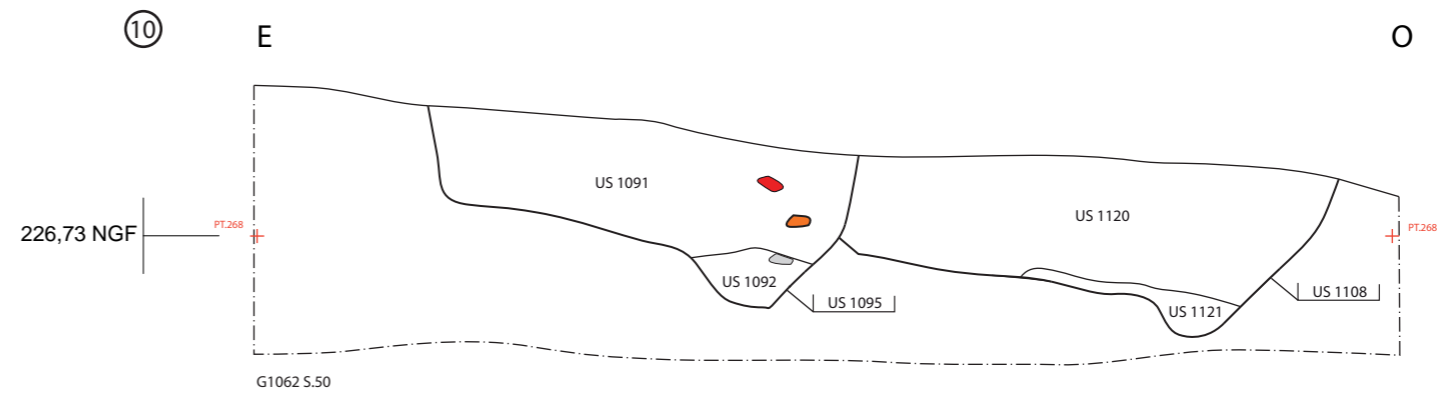 10
E
O
US 1091
US 1120
PT.268
226,73 NGF
PT.268
US 1092
US 1095
US 1108
US 1121
G1062 S.50